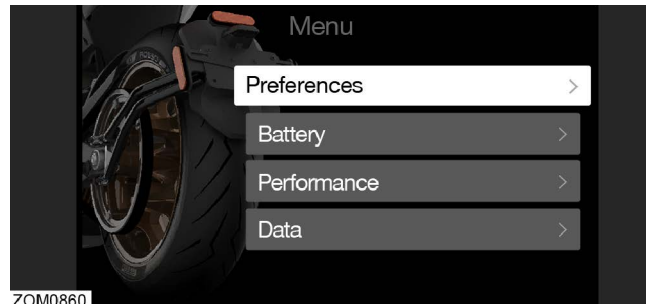 Menu
Preferences
Battery
Performance
Data
ZOM0860